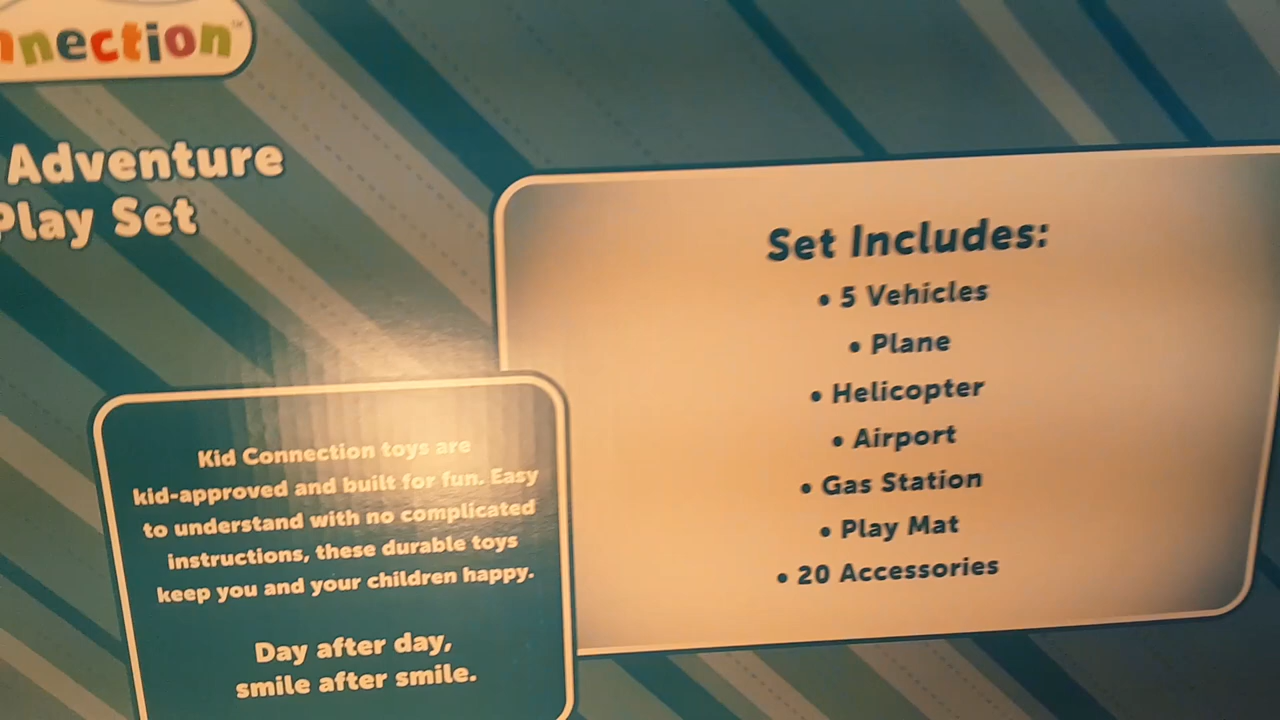 nnection™
Adventure
Play Set
Set Includes:
• 5 Vehicles
• Plane
• Helicopter
• Airport
• Gas Station
• Play Mat
• 20 Accessories
Kid Connection toys are
kid-approved and built for fun. Easy
to understand with no complicated
instructions, these durable toys
keep you and your children happy.
Day after day,
smile after smile.